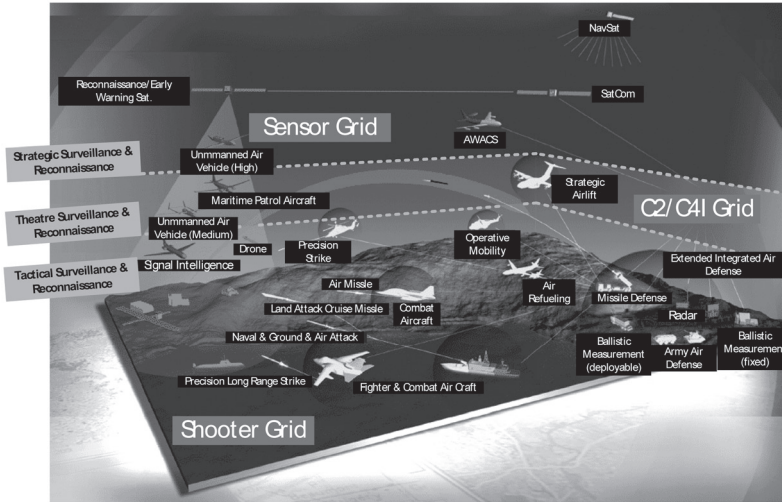 NavSat
Reconnaissance/Early
Warning Sat.
SatCom
Sensor Grid
AWACS
Strategic Surveillance &
Reconnaissance
Unmmanned Air
Vehicle (High)
Strategic
Airlift
Maritime Patrol Aircraft
C2/C4I Grid
Theatre Surveillance &
Reconnaissance
Unmmanned Air
Vehicle (Medium)
Drone
Precision
Strike
Operative
Mobility
Tactical Surveillance &
Reconnaissance
Signal Intelligence
Extended Integrated Air
Defense
Air
Refueling
Air Missle
Land Attack Cruise Missle
Combat
Aircraft
Missile Defense
Radar
Naval & Ground & Air Attack
Ballistic
Measurement
(deployable)
Army Air
Defense
Ballistic
Measurement
(fixed)
Precision Long Range Strike
Fighter & Combat Air Craft
Shooter Grid